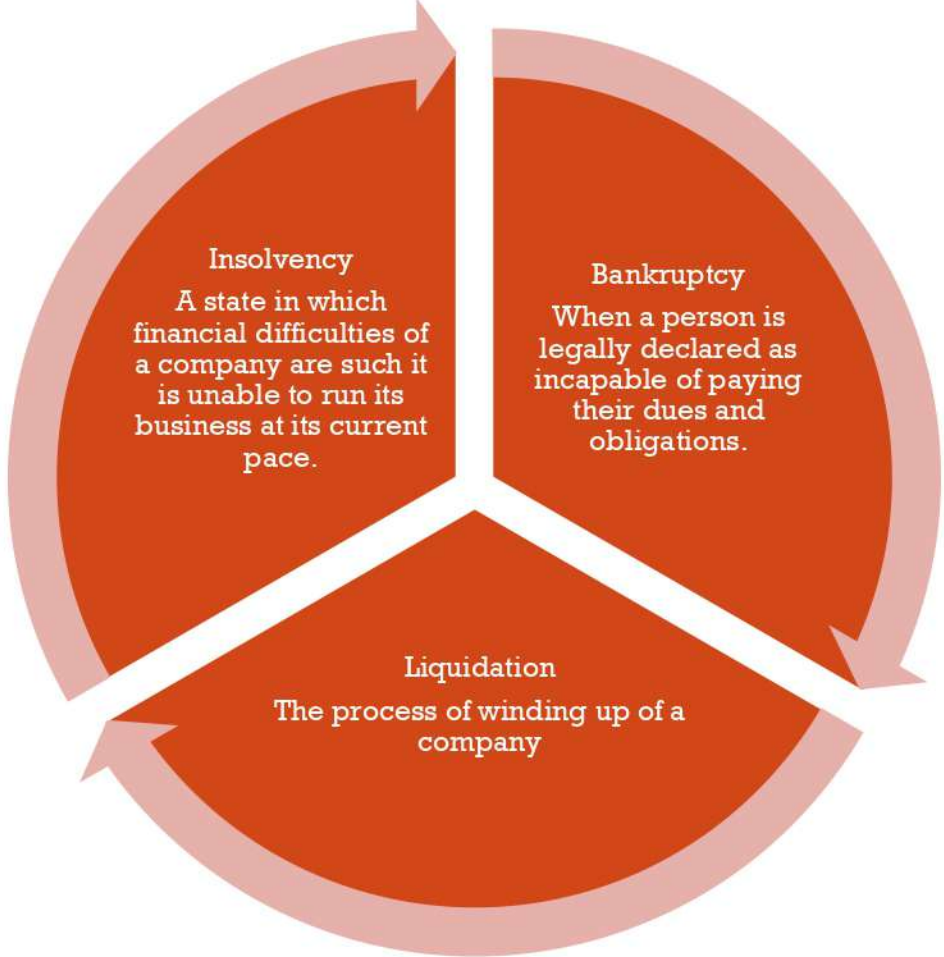 Insolvency
A state in which
financial difficulties of
a company are such it
is unable to run its
business at its current
pace.
Bankruptcy
When a person is
legally declared as
incapable of paying
their dues and
obligations.
Liquidation
The process of winding up of a
company